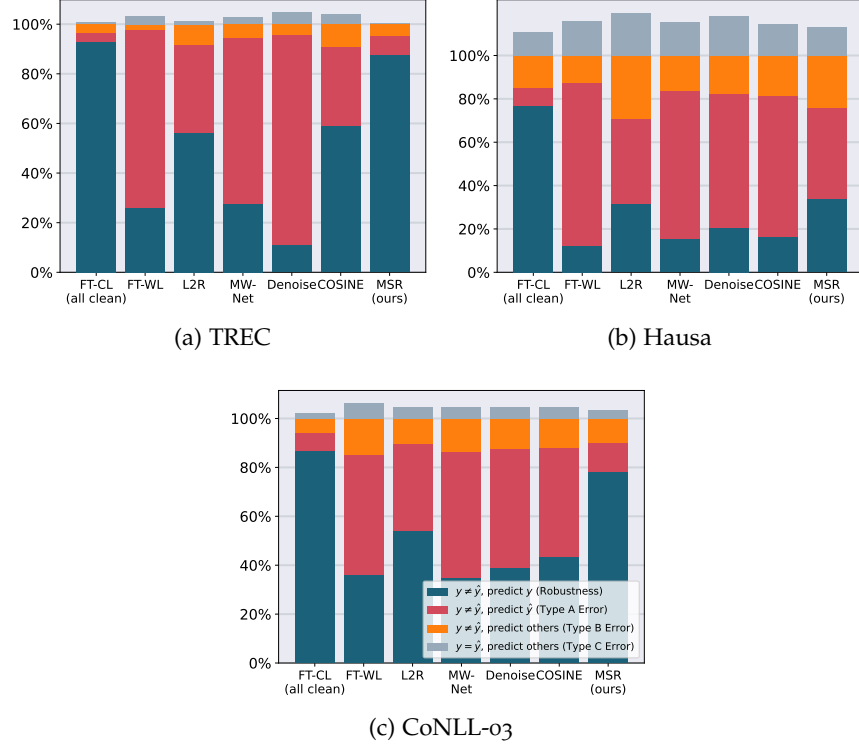 100%
80%
60%
40%
20%
0%
FT-CL
(all clean)
FT-WL
L2R
MW-
Net
Denoise
COSINE
MSR
(ours)
(a) TREC
100%
80%
60%
40%
20%
0%
FT-CL
(all clean)
FT-WL
L2R
MW-
Net
Denoise
COSINE
MSR
(ours)
(b) Hausa
100%
80%
60%
40%
20%
0%
y ≠ ŷ, predict y (Robustness)
y ≠ ŷ, predict ŷ (Type A Error)
y ≠ ŷ, predict others (Type B Error)
y = ŷ, predict others (Type C Error)
FT-CL
(all clean)
FT-WL
L2R
MW-
Net
Denoise
COSINE
MSR
(ours)
(c) CoNLL-03